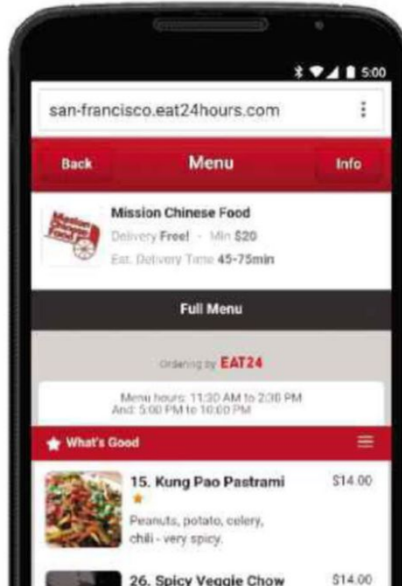 5:00
san-francisco.eat24hours.com
Back Menu Info
Mission
Chinese
Food
Mission Chinese Food
Delivery Free! - Min $20
Est. Delivery Time 45-75min
Full Menu
Ordering by EAT24
Menu hours: 11:30 AM to 2:30 PM
And: 5:00 PM to 10:00 PM
What's Good
15. Kung Pao Pastrami $14.00
Peanuts, potato, celery,
chili - very spicy.
26. Spicy Veggie Chow $14.00